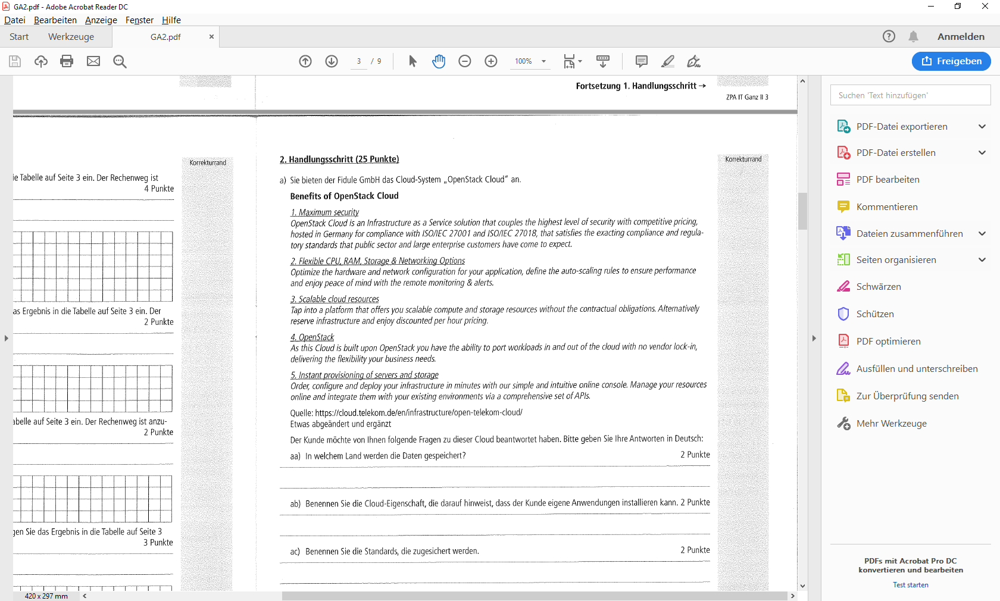 GA2.pdf - Adobe Acrobat Reader DC
Datei Bearbeiten Anzeige Fenster Hilfe
Start Werkzeuge GA2.pdf × Anmelden
3 / 9 100% Freigeben
Fortsetzung 1. Handlungsschritt →
ZPA IT Ganz II 3
Korrekturrand
ie Tabelle auf Seite 3 ein. Der Rechenweg ist
4 Punkte
as Ergebnis in die Tabelle auf Seite 3 ein. Der
2 Punkte
abelle auf Seite 3 ein. Der Rechenweg ist anzu-
2 Punkte
gen Sie das Ergebnis in die Tabelle auf Seite 3
3 Punkte
2. Handlungsschritt (25 Punkte)
Korrekturrand
a) Sie bieten der Fidule GmbH das Cloud-System „OpenStack Cloud“ an.
Benefits of OpenStack Cloud
1. Maximum security
OpenStack Cloud is an Infrastructure as a Service solution that couples the highest level of security with competitive pricing,
hosted in Germany for compliance with ISO/IEC 27001 and ISO/IEC 27018, that satisfies the exacting compliance and regula-
tory standards that public sector and large enterprise customers have come to expect.
2. Flexible CPU, RAM, Storage & Networking Options
Optimize the hardware and network configuration for your application, define the auto-scaling rules to ensure performance
and enjoy peace of mind with the remote monitoring & alerts.
3. Scalable cloud resources
Tap into a platform that offers you scalable compute and storage resources without the contractual obligations. Alternatively
reserve infrastructure and enjoy discounted per hour pricing.
4. OpenStack
As this Cloud is built upon OpenStack you have the ability to port workloads in and out of the cloud with no vendor lock-in,
delivering the flexibility your business needs.
5. Instant provisioning of servers and storage
Order, configure and deploy your infrastructure in minutes with our simple and intuitive online console. Manage your resources
online and integrate them with your existing environments via a comprehensive set of APIs.
Quelle: https://cloud.telekom.de/en/infrastructure/open-telekom-cloud/
Etwas abgeändert und ergänzt
Der Kunde möchte von Ihnen folgende Fragen zu dieser Cloud beantwortet haben. Bitte geben Sie Ihre Antworten in Deutsch:
aa) In welchem Land werden die Daten gespeichert? 2 Punkte
ab) Benennen Sie die Cloud-Eigenschaft, die darauf hinweist, dass der Kunde eigene Anwendungen installieren kann. 2 Punkte
ac) Benennen Sie die Standards, die zugesichert werden. 2 Punkte
420 x 297 mm
Suchen 'Text hinzufügen'
PDF-Datei exportieren
PDF-Datei erstellen
PDF bearbeiten
Kommentieren
Dateien zusammenführen
Seiten organisieren
Schwärzen
Schützen
PDF optimieren
Ausfüllen und unterschreiben
Zur Überprüfung senden
Mehr Werkzeuge
PDFs mit Acrobat Pro DC
konvertieren und bearbeiten
Test starten